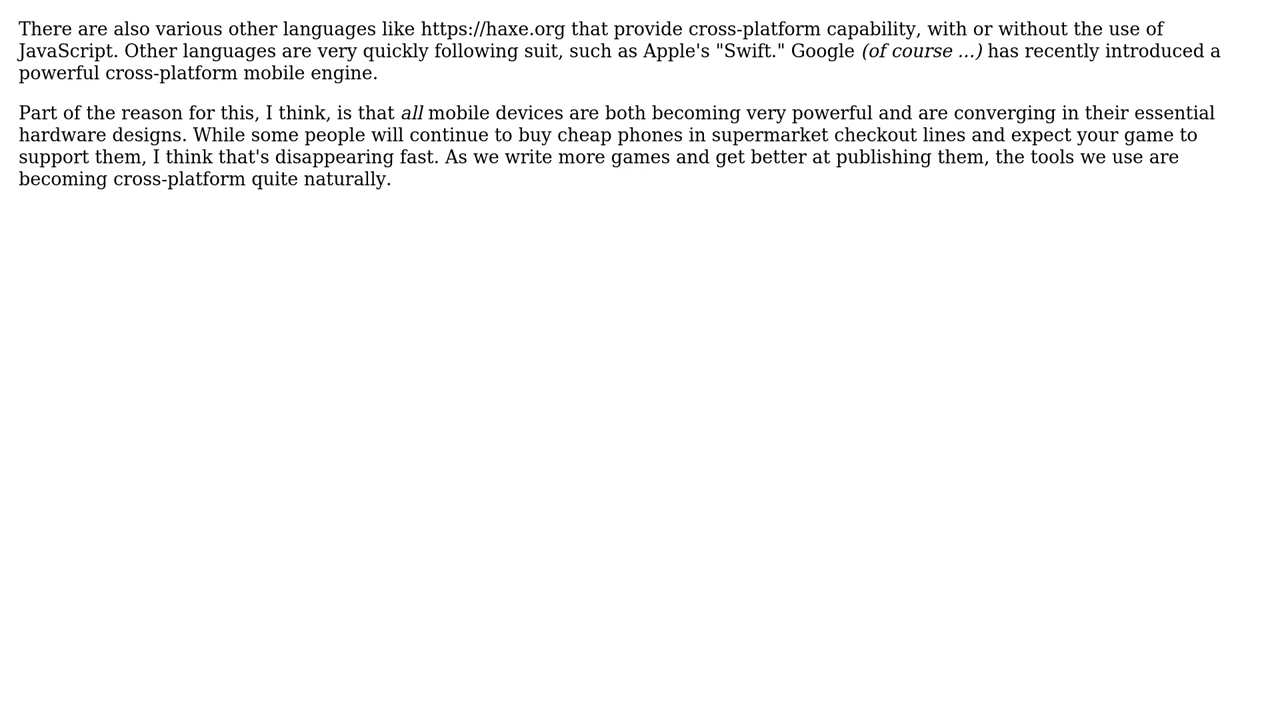 There are also various other languages like https://haxe.org that provide cross-platform capability, with or without the use of
JavaScript. Other languages are very quickly following suit, such as Apple's "Swift." Google (of course ...) has recently introduced a
powerful cross-platform mobile engine.
Part of the reason for this, I think, is that all mobile devices are both becoming very powerful and are converging in their essential
hardware designs. While some people will continue to buy cheap phones in supermarket checkout lines and expect your game to
support them, I think that's disappearing fast. As we write more games and get better at publishing them, the tools we use are
becoming cross-platform quite naturally.